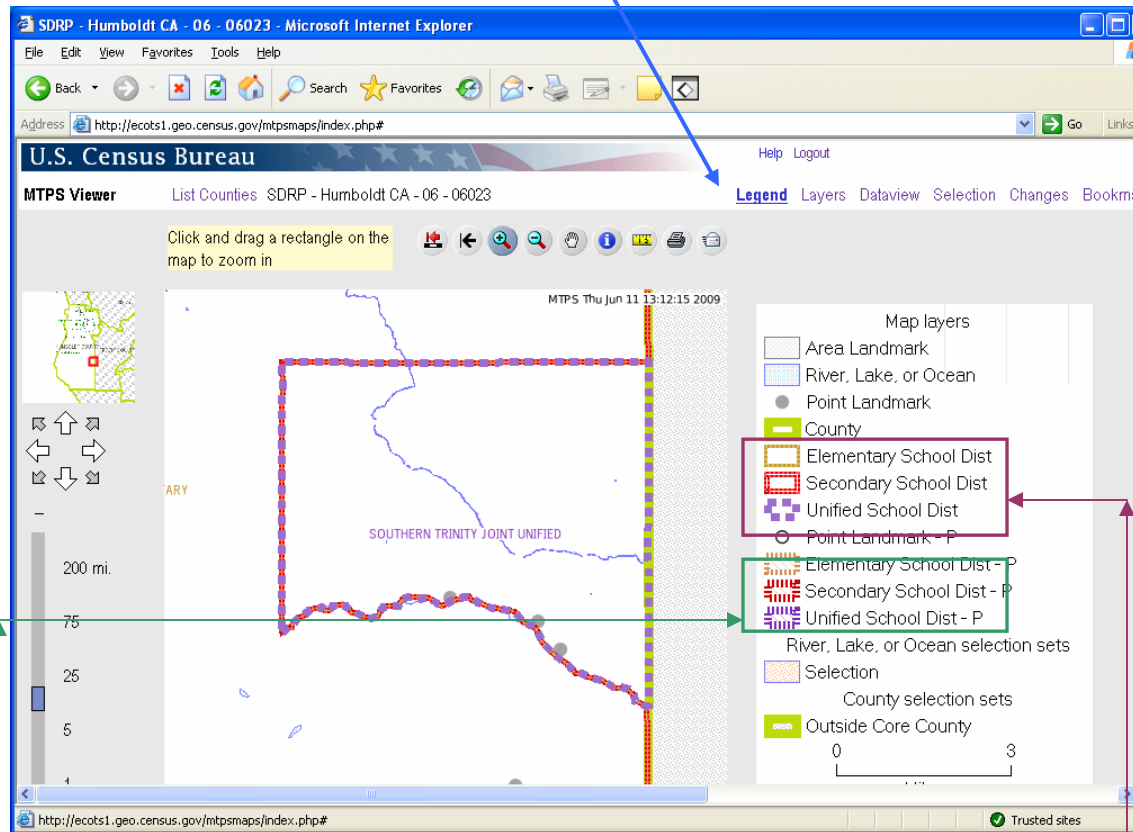 SDRP - Humboldt CA - 06 - 06023 - Microsoft Internet Explorer
File Edit View Favorites Tools Help
Back Search Favorites
Address http://ecots1.geo.census.gov/mtpsmaps/index.php# Go Links
U.S. Census Bureau Help Logout
MTPS Viewer List Counties SDRP - Humboldt CA - 06 - 06023 Legend Layers Dataview Selection Changes Bookm
Click and drag a rectangle on the
map to zoom in
MTPS Thu Jun 11 13:12:15 2009
Map layers
Area Landmark
River, Lake, or Ocean
Point Landmark
County
Elementary School Dist
Secondary School Dist
ARY
Unified School Dist
SOUTHERN TRINITY JOINT UNIFIED
Point Landmark - P
Elementary School Dist - P
200 mi.
Secondary School Dist - P
75
Unified School Dist - P
River, Lake, or Ocean selection sets
25
Selection
County selection sets
5
Outside Core County
0 3
1
http://ecots1.geo.census.gov/mtpsmaps/index.php# Trusted sites